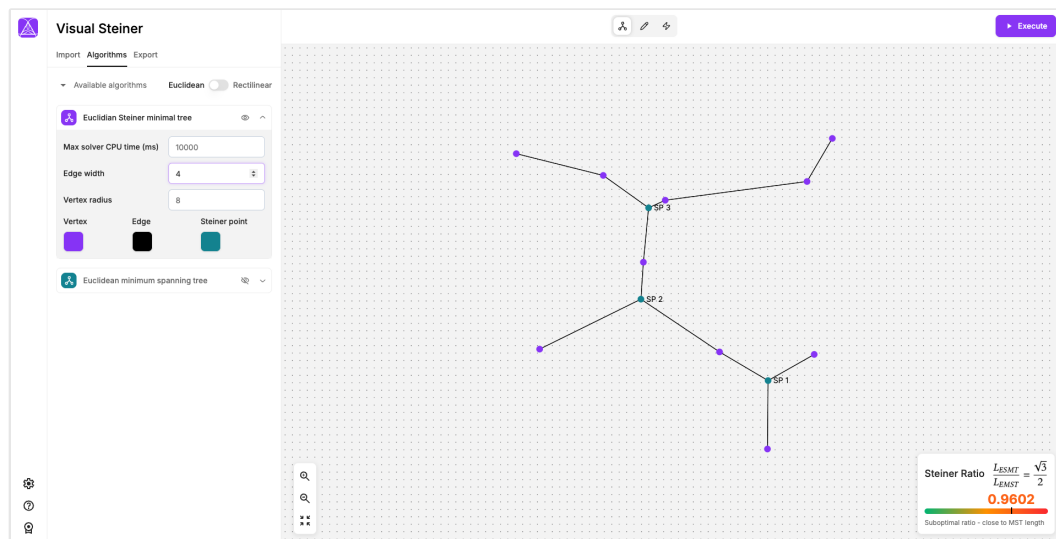 Visual Steiner
Execute
Import Algorithms Export
Available algorithms Euclidean Rectilinear
Euclidian Steiner minimal tree
Max solver CPU time (ms) 10000
Edge width 4
Vertex radius 8
Vertex Edge Steiner point
Euclidean minimum spanning tree
SP 3
SP 2
SP 1
Steiner Ratio L_ESMT / L_EMST = √3 / 2
0.9602
Suboptimal ratio - close to MST length